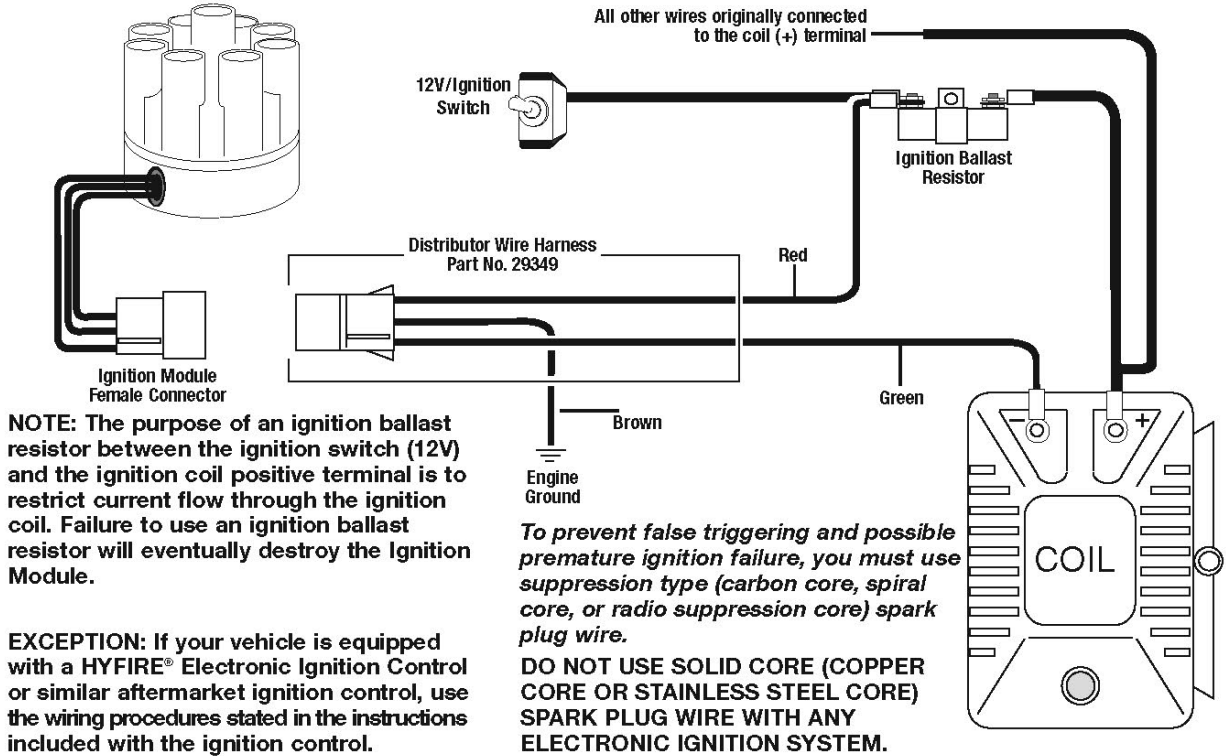 All other wires originally connected
to the coil (+) terminal
12V/Ignition
Switch
Ignition Ballast
Resistor
Distributor Wire Harness
Part No. 29349
Red
Ignition Module
Female Connector
Green
Brown
Engine
Ground
− +
COIL
NOTE: The purpose of an ignition ballast
resistor between the ignition switch (12V)
and the ignition coil positive terminal is to
restrict current flow through the ignition
coil. Failure to use an ignition ballast
resistor will eventually destroy the Ignition
Module.
EXCEPTION: If your vehicle is equipped
with a HYFIRE® Electronic Ignition Control
or similar aftermarket ignition control, use
the wiring procedures stated in the instructions
included with the ignition control.
To prevent false triggering and possible
premature ignition failure, you must use
suppression type (carbon core, spiral
core, or radio suppression core) spark
plug wire.
DO NOT USE SOLID CORE (COPPER
CORE OR STAINLESS STEEL CORE)
SPARK PLUG WIRE WITH ANY
ELECTRONIC IGNITION SYSTEM.